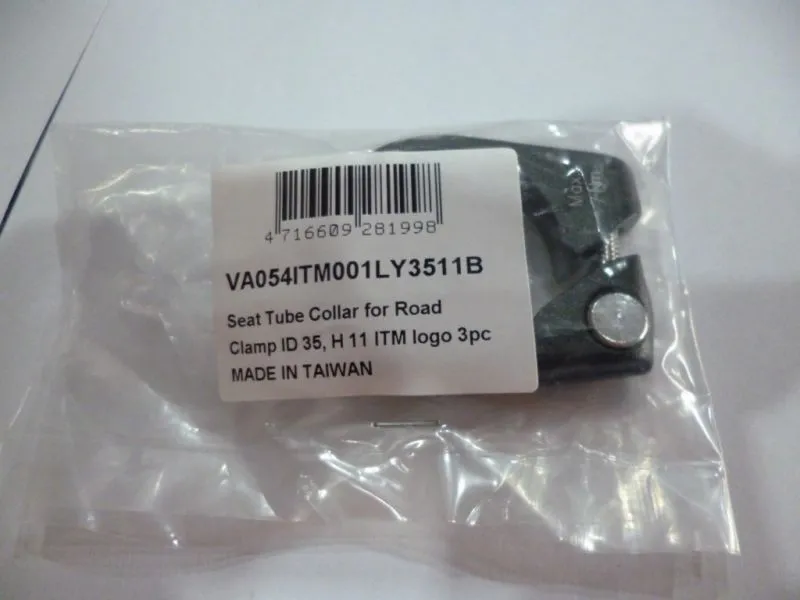 4 716609 281998
VA054ITM001LY3511B
Seat Tube Collar for Road
Clamp ID 35, H 11 ITM logo 3pc
MADE IN TAIWAN
Max